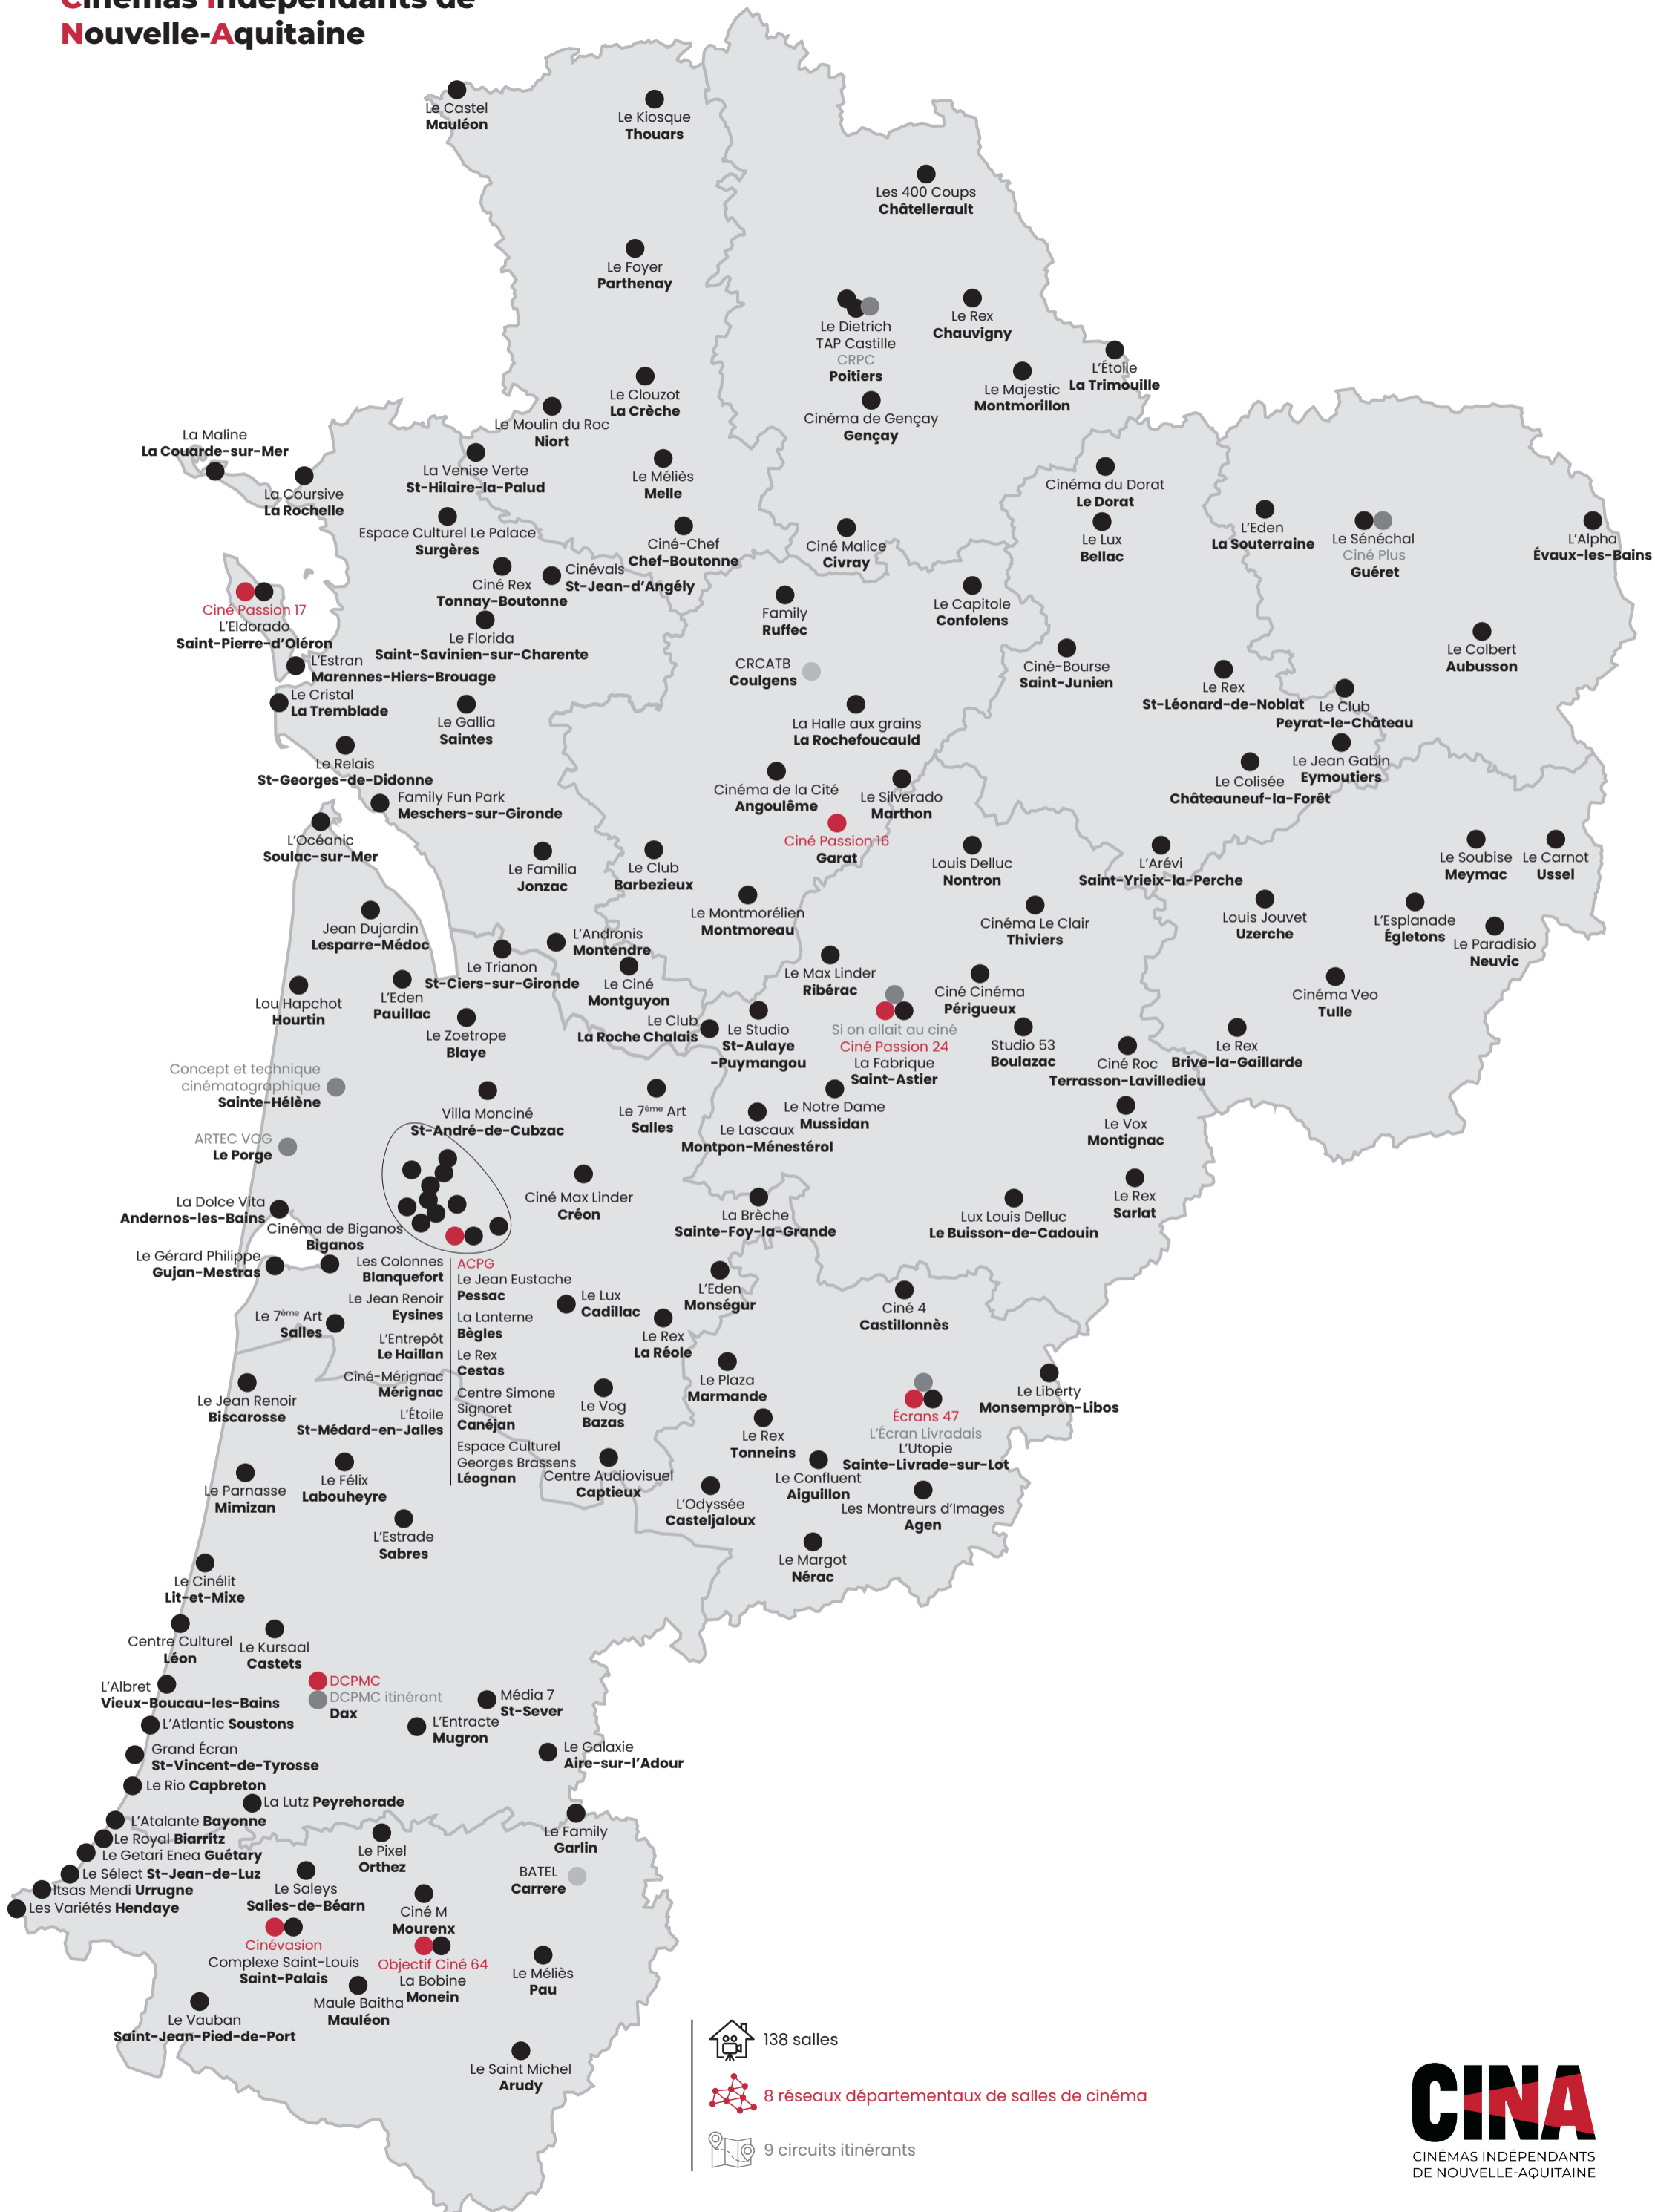 Cinémas Indépendants de
Nouvelle-Aquitaine
Le Castel
Mauléon
Le Kiosque
Thouars
Les 400 Coups
Châtellerault
Le Foyer
Parthenay
Le Dietrich
TAP Castille
CRPC
Poitiers
Le Rex
Chauvigny
L'Étoile
La Trimouille
Le Majestic
Montmorillon
Le Clouzot
La Crèche
Cinéma de Gençay
Gençay
Le Moulin du Roc
Niort
La Maline
La Couarde-sur-Mer
La Coursive
La Rochelle
La Venise Verte
St-Hilaire-la-Palud
Le Méliès
Melle
Cinéma du Dorat
Le Dorat
Espace Culturel Le Palace
Surgères
Ciné-Chef
Chef-Boutonne
Ciné Malice
Civray
Le Lux
Bellac
L'Eden
La Souterraine
Le Sénéchal
Ciné Plus
Guéret
L'Alpha
Évaux-les-Bains
Ciné Rex
Tonnay-Boutonne
Cinévals
St-Jean-d'Angély
Ciné Passion 17
L'Eldorado
Saint-Pierre-d'Oléron
Le Florida
Saint-Savinien-sur-Charente
Family
Ruffec
Le Capitole
Confolens
L'Estran
Marennes-Hiers-Brouage
CRCATB
Coulgens
Ciné-Bourse
Saint-Junien
Le Colbert
Aubusson
Le Cristal
La Tremblade
Le Gallia
Saintes
La Halle aux grains
La Rochefoucauld
Le Rex
St-Léonard-de-Noblat
Le Club
Peyrat-le-Château
Le Relais
St-Georges-de-Didonne
Le Jean Gabin
Eymoutiers
Le Colisée
Châteauneuf-la-Forêt
Family Fun Park
Meschers-sur-Gironde
Cinéma de la Cité
Angoulême
Le Silverado
Marthon
Ciné Passion 16
Garat
L'Océanic
Soulac-sur-Mer
Le Familia
Jonzac
Le Club
Barbezieux
Louis Delluc
Nontron
L'Arévi
Saint-Yrieix-la-Perche
Le Soubise
Meymac
Le Carnot
Ussel
Le Montmorélien
Montmoreau
Cinéma Le Clair
Thiviers
Louis Jouvet
Uzerche
L'Esplanade
Égletons
Le Paradisio
Neuvic
Jean Dujardin
Lesparre-Médoc
L'Andronis
Montendre
Le Trianon
St-Ciers-sur-Gironde
Le Ciné
Montguyon
Le Max Linder
Ribérac
Ciné Cinéma
Périgueux
Cinéma Veo
Tulle
Lou Hapchot
Hourtin
L'Eden
Pauillac
Le Zoetrope
Blaye
Le Club
La Roche Chalais
Le Studio
St-Aulaye
-Puymangou
Si on allait au ciné
Ciné Passion 24
La Fabrique
Saint-Astier
Studio 53
Boulazac
Ciné Roc
Terrasson-Lavilledieu
Le Rex
Brive-la-Gaillarde
Concept et technique
cinématographique
Sainte-Hélène
Villa Monciné
St-André-de-Cubzac
Le 7ème Art
Salles
Le Lascaux
Montpon-Ménestérol
Le Notre Dame
Mussidan
Le Vox
Montignac
ARTEC VOG
Le Porge
Ciné Max Linder
Créon
La Brèche
Sainte-Foy-la-Grande
Lux Louis Delluc
Le Buisson-de-Cadouin
Le Rex
Sarlat
La Dolce Vita
Andernos-les-Bains
Cinéma de Biganos
Biganos
Le Gérard Philippe
Gujan-Mestras
Le 7ème Art
Salles
Les Colonnes
Blanquefort
Le Jean Renoir
Eysines
L'Entrepôt
Le Haillan
Ciné-Mérignac
Mérignac
L'Étoile
St-Médard-en-Jalles
ACPG
Le Jean Eustache
Pessac
La Lanterne
Bègles
Le Rex
Cestas
Centre Simone
Signoret
Canéjan
Espace Culturel
Georges Brassens
Léognan
Le Lux
Cadillac
L'Eden
Monségur
Le Rex
La Réole
Ciné 4
Castillonnès
Le Jean Renoir
Biscarosse
Le Vog
Bazas
Le Plaza
Marmande
Le Liberty
Monsempron-Libos
Le Rex
Tonneins
Écrans 47
L'Écran Livradais
L'Utopie
Sainte-Livrade-sur-Lot
Le Parnasse
Mimizan
Le Félix
Labouheyre
Centre Audiovisuel
Captieux
L'Odyssée
Casteljaloux
Le Confluent
Aiguillon
Les Montreurs d'Images
Agen
L'Estrade
Sabres
Le Margot
Nérac
Le Cinélit
Lit-et-Mixe
Centre Culturel
Léon
Le Kursaal
Castets
L'Albret
Vieux-Boucau-les-Bains
DCPMC
DCPMC itinérant
Dax
Média 7
St-Sever
L'Atlantic Soustons
L'Entracte
Mugron
Grand Écran
St-Vincent-de-Tyrosse
Le Galaxie
Aire-sur-l'Adour
Le Rio Capbreton
La Lutz Peyrehorade
L'Atalante Bayonne
Le Royal Biarritz
Le Getari Enea Guétary
Le Sélect St-Jean-de-Luz
Itsas Mendi Urrugne
Les Variétés Hendaye
Le Family
Garlin
Le Pixel
Orthez
BATEL
Carrere
Le Saleys
Salies-de-Béarn
Ciné M
Mourenx
Cinévasion
Complexe Saint-Louis
Saint-Palais
Objectif Ciné 64
La Bobine
Monein
Le Méliès
Pau
Maule Baitha
Mauléon
Le Vauban
Saint-Jean-Pied-de-Port
Le Saint Michel
Arudy
138 salles
8 réseaux départementaux de salles de cinéma
9 circuits itinérants
CINA
CINÉMAS INDÉPENDANTS
DE NOUVELLE-AQUITAINE